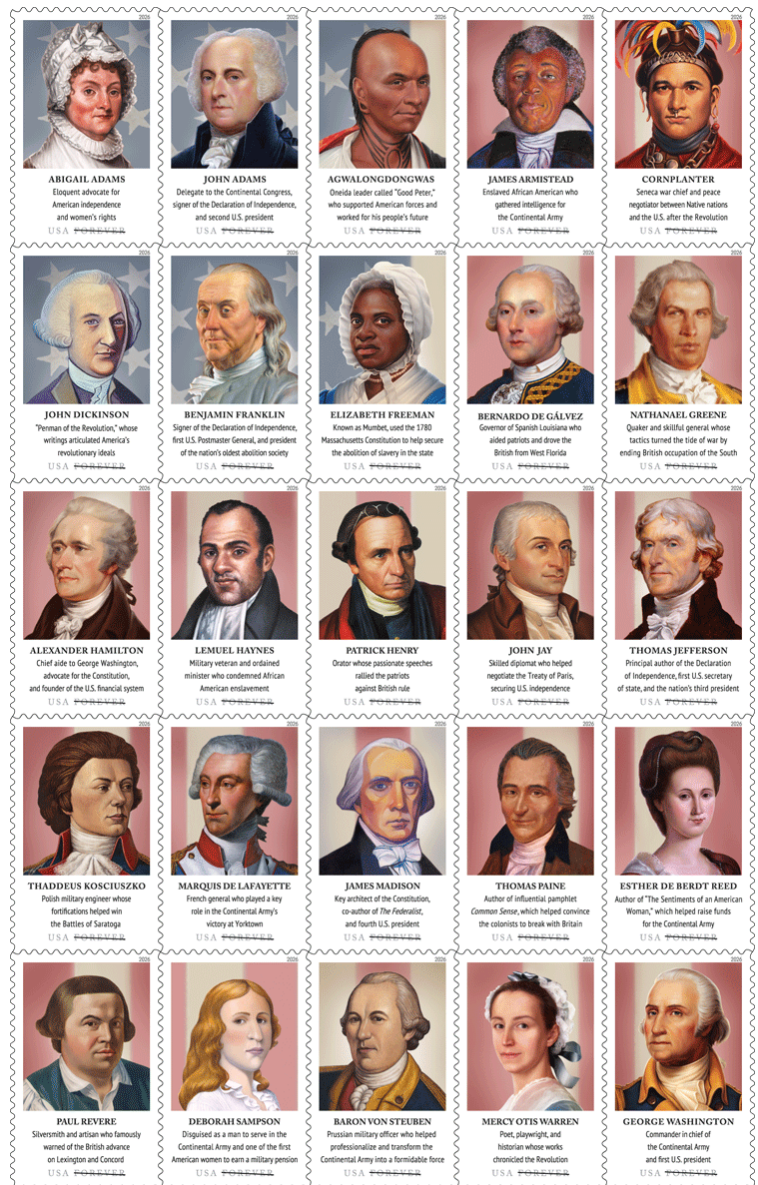 2026
ABIGAIL ADAMS
Eloquent advocate for
American independence
and women's rights
USA FOREVER
2026
JOHN ADAMS
Delegate to the Continental Congress,
signer of the Declaration of Independence,
and second U.S. president
USA FOREVER
2026
AGWALONGDONGWAS
Oneida leader called "Good Peter,"
who supported American forces and
worked for his people's future
USA FOREVER
2026
JAMES ARMISTEAD
Enslaved African American who
gathered intelligence for
the Continental Army
USA FOREVER
2026
CORNPLANTER
Seneca war chief and peace
negotiator between Native nations
and the U.S. after the Revolution
USA FOREVER
2026
JOHN DICKINSON
"Penman of the Revolution," whose
writings articulated America's
revolutionary ideals
USA FOREVER
2026
BENJAMIN FRANKLIN
Signer of the Declaration of Independence,
first U.S. Postmaster General, and president
of the nation's oldest abolition society
USA FOREVER
2026
ELIZABETH FREEMAN
Known as Mumbet, used the 1780
Massachusetts Constitution to help secure
the abolition of slavery in the state
USA FOREVER
2026
BERNARDO DE GÁLVEZ
Governor of Spanish Louisiana who
aided patriots and drove the
British from West Florida
USA FOREVER
2026
NATHANAEL GREENE
Quaker and skillful general whose
tactics turned the tide of war by
ending British occupation of the South
USA FOREVER
2026
ALEXANDER HAMILTON
Chief aide to George Washington,
advocate for the Constitution,
and founder of the U.S. financial system
USA FOREVER
2026
LEMUEL HAYNES
Military veteran and ordained
minister who condemned African
American enslavement
USA FOREVER
2026
PATRICK HENRY
Orator whose passionate speeches
rallied the patriots
against British rule
USA FOREVER
2026
JOHN JAY
Skilled diplomat who helped
negotiate the Treaty of Paris,
securing U.S. independence
USA FOREVER
2026
THOMAS JEFFERSON
Principal author of the Declaration
of Independence, first U.S. secretary
of state, and the nation's third president
USA FOREVER
2026
THADDEUS KOSCIUSZKO
Polish military engineer whose
fortifications helped win
the Battles of Saratoga
USA FOREVER
2026
MARQUIS DE LAFAYETTE
French general who played a key
role in the Continental Army's
victory at Yorktown
USA FOREVER
2026
JAMES MADISON
Key architect of the Constitution,
co-author of The Federalist,
and fourth U.S. president
USA FOREVER
2026
THOMAS PAINE
Author of influential pamphlet
Common Sense, which helped convince
the colonists to break with Britain
USA FOREVER
2026
ESTHER DE BERDT REED
Author of "The Sentiments of an American
Woman," which helped raise funds
for the Continental Army
USA FOREVER
2026
PAUL REVERE
Silversmith and artisan who famously
warned of the British advance
on Lexington and Concord
USA FOREVER
2026
DEBORAH SAMPSON
Disguised as a man to serve in the
Continental Army and one of the first
American women to earn a military pension
USA FOREVER
2026
BARON VON STEUBEN
Prussian military officer who helped
professionalize and transform the
Continental Army into a formidable force
USA FOREVER
2026
MERCY OTIS WARREN
Poet, playwright, and
historian whose works
chronicled the Revolution
USA FOREVER
2026
GEORGE WASHINGTON
Commander in chief of
the Continental Army
and first U.S. president
USA FOREVER